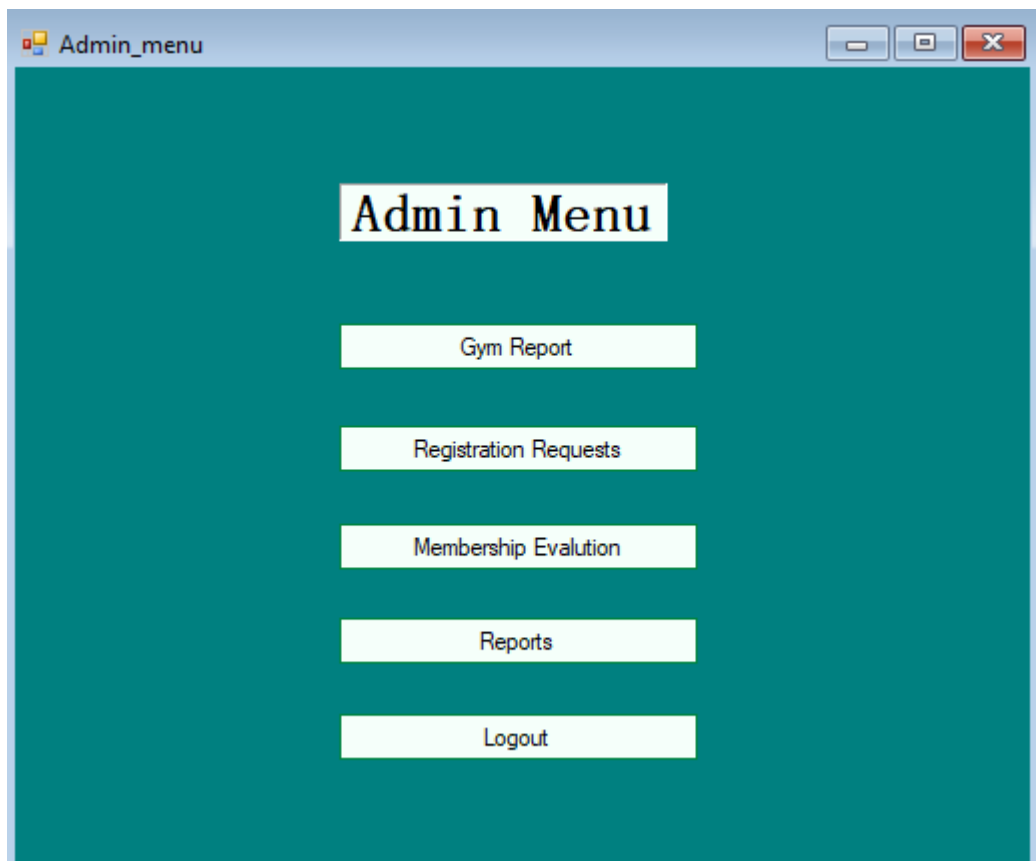 Admin_menu
Admin Menu
Gym Report
Registration Requests
Membership Evalution
Reports
Logout